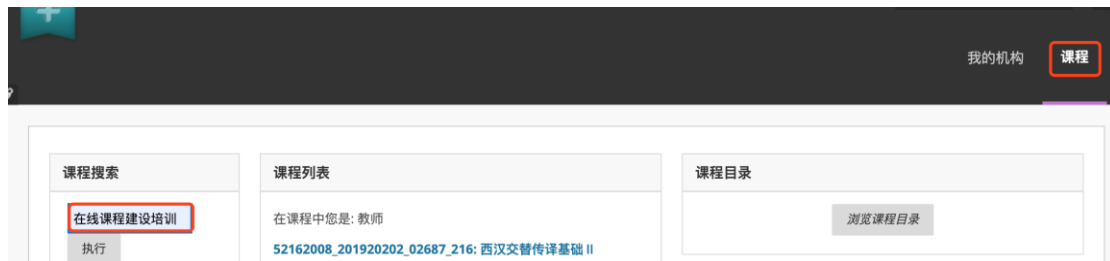 我的机构
课程
课程搜索
课程列表
课程目录
在线课程建设培训
在课程中您是: 教师
浏览课程目录
执行
52162008_201920202_02687_216: 西汉交替传译基础 II